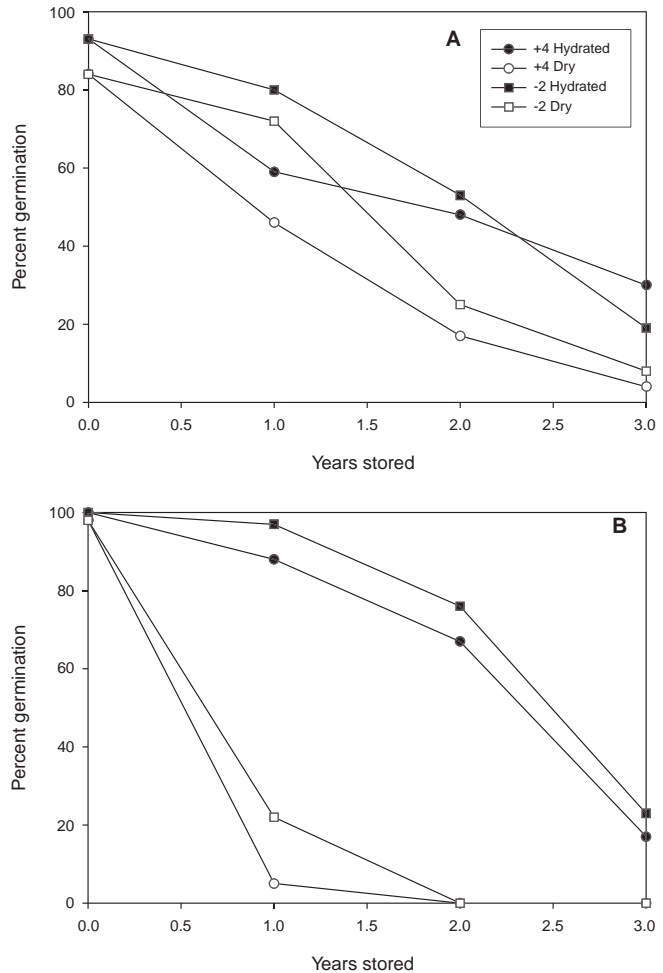 100
A
+4 Hydrated
+4 Dry
-2 Hydrated
-2 Dry
80
60
40
20
0
Percent germination
0.0 0.5 1.0 1.5 2.0 2.5 3.0
Years stored
100
B
80
60
40
20
0
Percent germination
0.0 0.5 1.0 1.5 2.0 2.5 3.0
Years stored